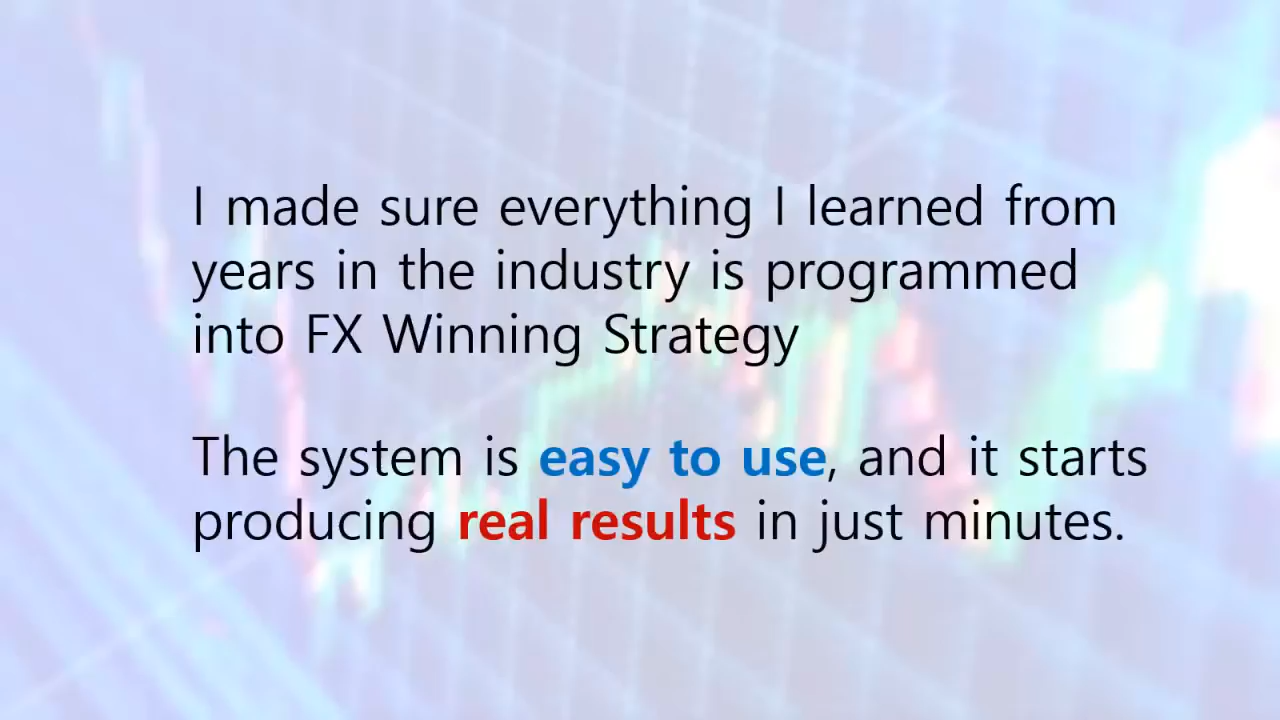 I made sure everything I learned from
years in the industry is programmed
into FX Winning Strategy
The system is easy to use, and it starts
producing real results in just minutes.